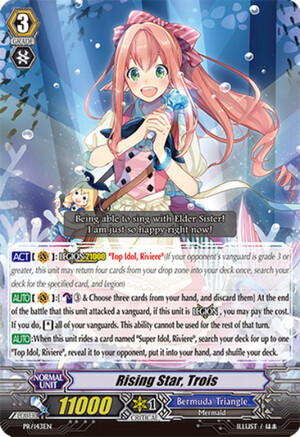 3
GRADE
Being able to sing with Elder Sister!
I am just so happy right now!
ACT LEGION 21000 "Top Idol, Riviere" (If your opponent's vanguard is grade 3 or
greater, this unit may return four cards from your drop zone into your deck once, search
your deck for the specified card, and Legion)
AUTO [3 & Choose three cards from your hand, and discard them] At the end
of the battle that this unit attacked a vanguard, if this unit is LEGION, you may pay the cost.
If you do, all of your vanguards. This ability cannot be used for the rest of that turn.
AUTO: When this unit rides a card named "Super Idol, Riviere", search your deck for up to one
"Top Idol, Riviere", reveal it to your opponent, put it into your hand, and shuffle your deck.
NORMAL
UNIT
Rising Star, Trois
POWER
11000
1
CRITICAL
Bermuda Triangle
Mermaid
PR/0143EN
ILLUST /